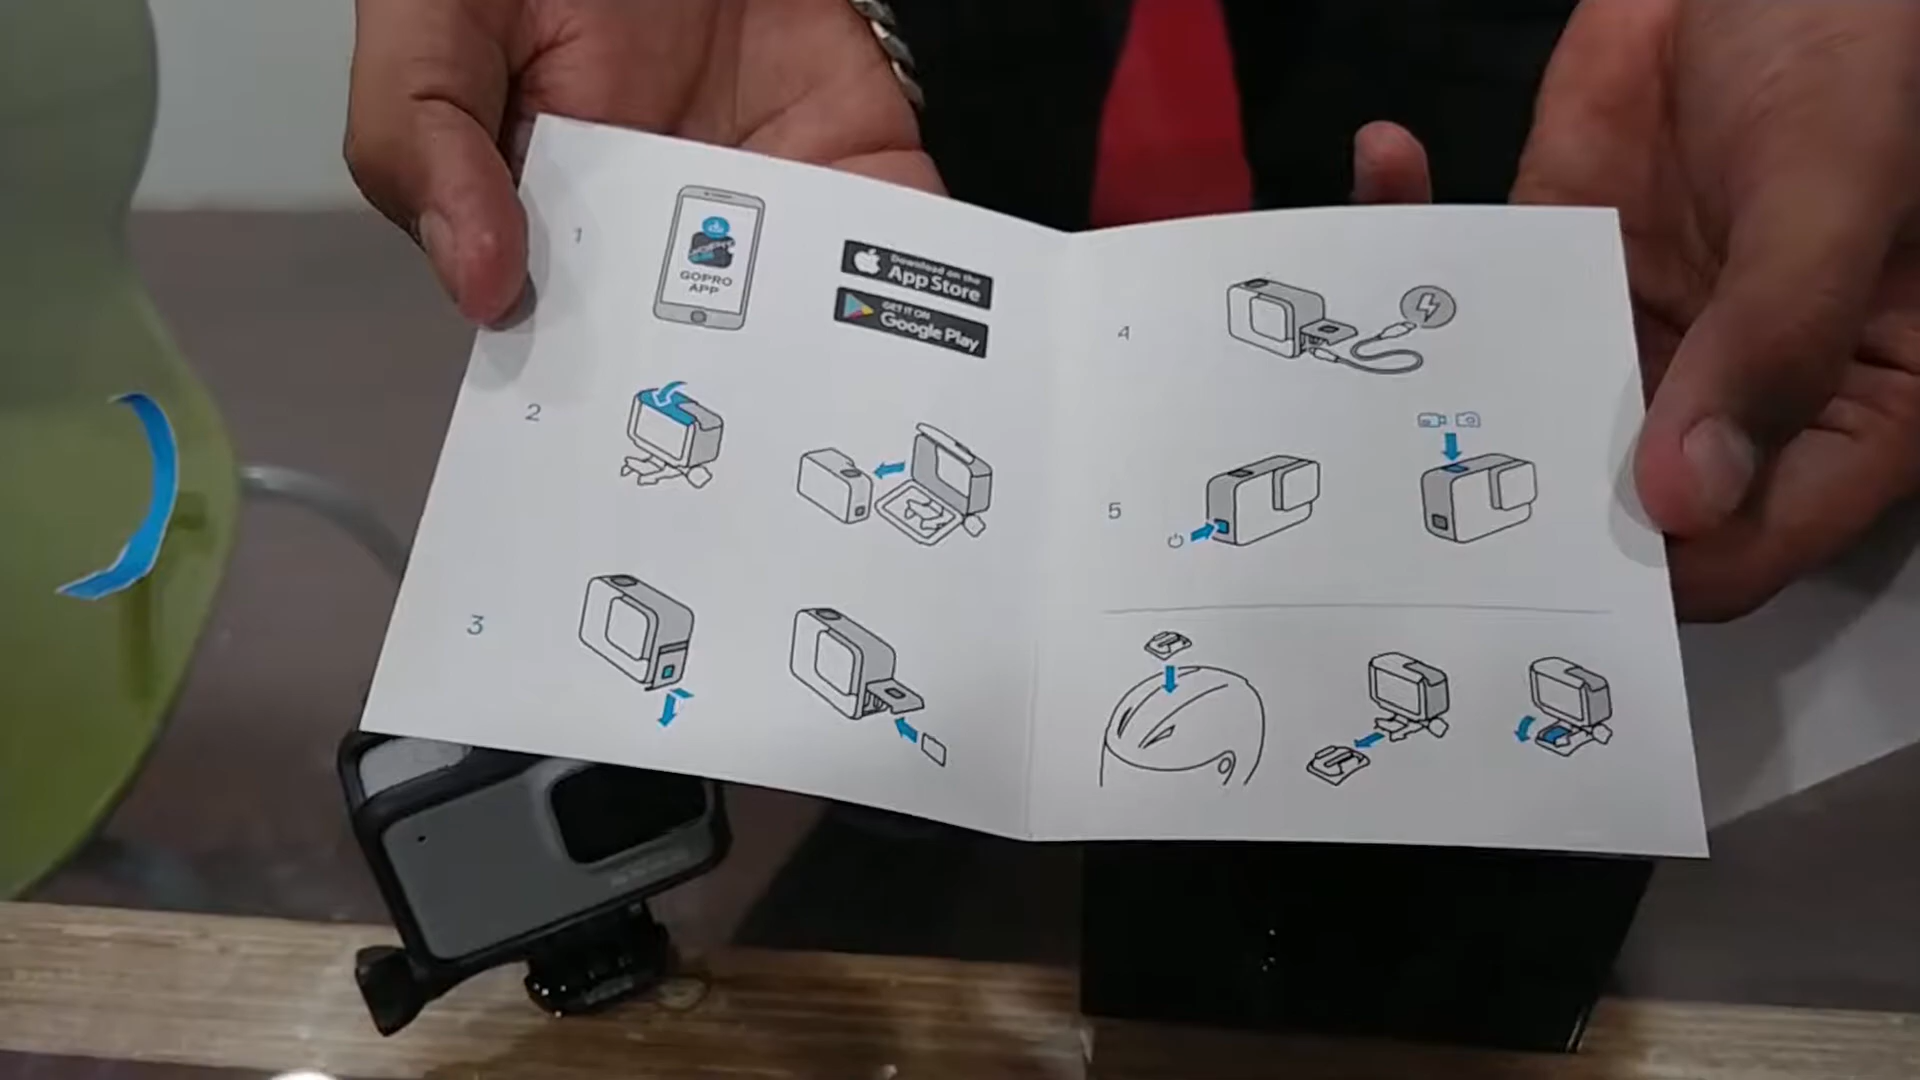 1
GOPRO
APP
Download on the
App Store
GET IT ON
Google Play
2
3
4
5